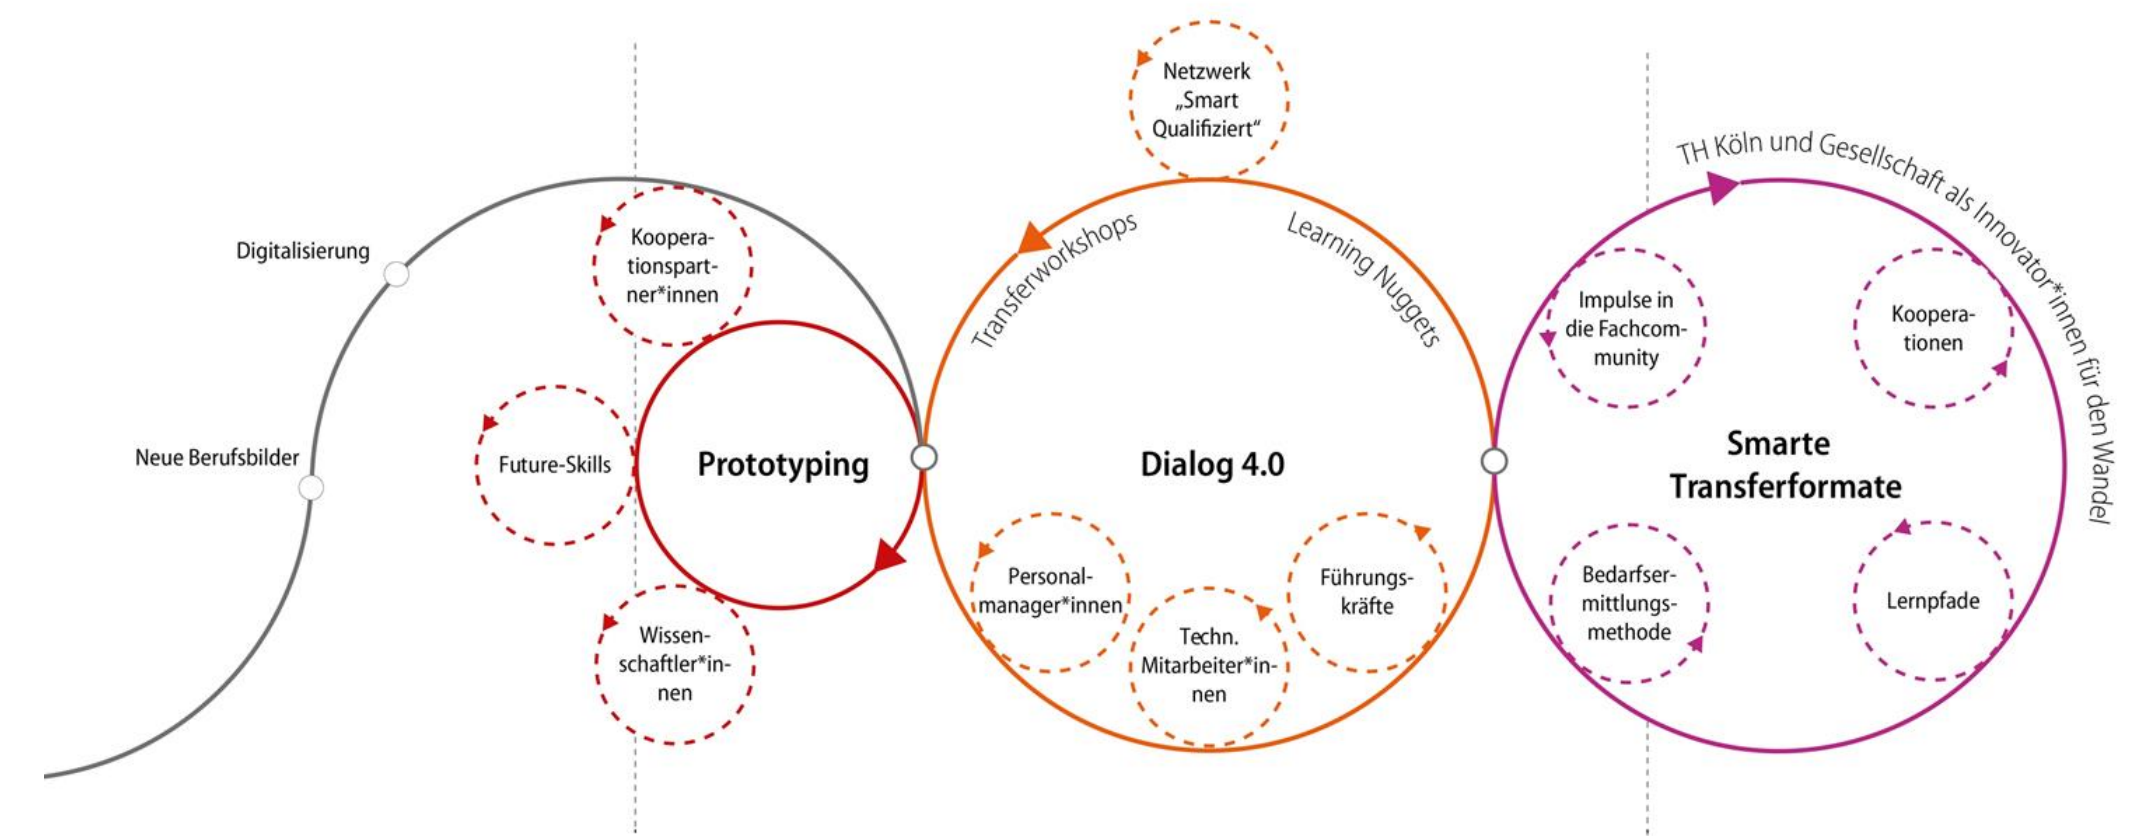 Digitalisierung
Neue Berufsbilder
Koopera-
tionspart-
ner*innen
Future-Skills
Wissen-
schaftler*in-
nen
Prototyping
Netzwerk
„Smart
Qualifiziert“
Transferworkshops
Learning Nuggets
Dialog 4.0
Personal-
manager*innen
Techn.
Mitarbeiter*in-
nen
Führungs-
kräfte
TH Köln und Gesellschaft als Innovator*innen für den Wandel
Impulse in
die Fachcom-
munity
Koopera-
tionen
Smarte
Transferformate
Bedarfser-
mittlungs-
methode
Lernpfade